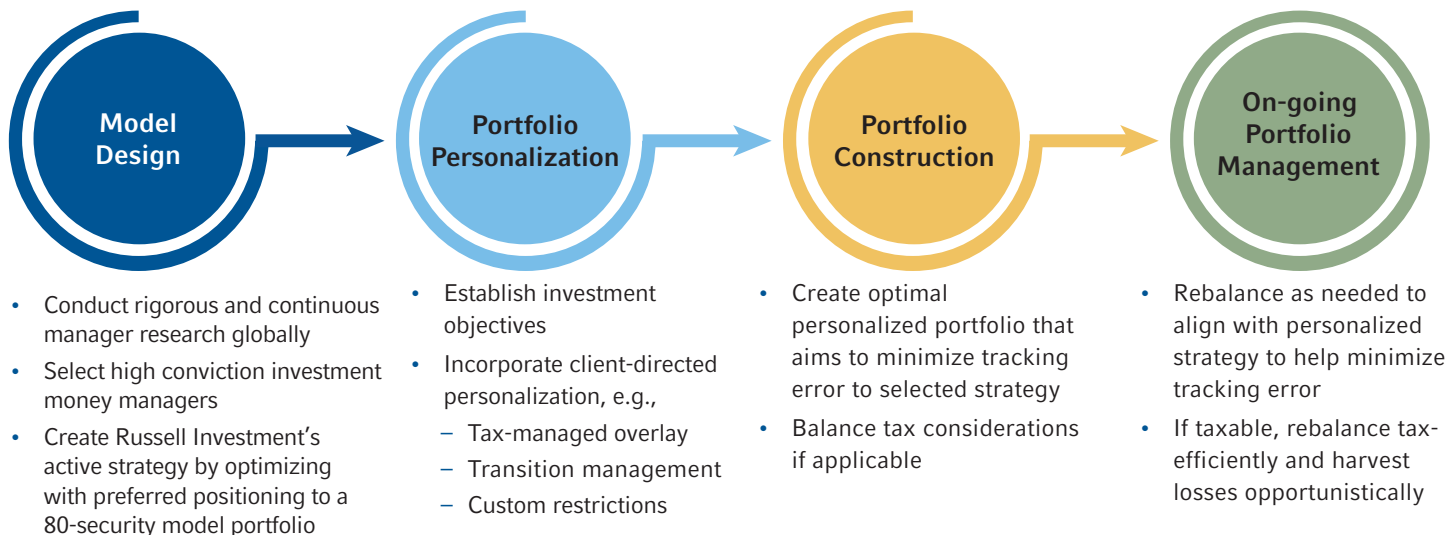 Model
Design
Portfolio
Personalization
Portfolio
Construction
On-going
Portfolio
Management
• Conduct rigorous and continuous
manager research globally
• Select high conviction investment
money managers
• Create Russell Investment’s
active strategy by optimizing
with preferred positioning to a
80-security model portfolio
• Establish investment
objectives
• Incorporate client-directed
personalization, e.g.,
– Tax-managed overlay
– Transition management
– Custom restrictions
• Create optimal
personalized portfolio that
aims to minimize tracking
error to selected strategy
• Balance tax considerations
if applicable
• Rebalance as needed to
align with personalized
strategy to help minimize
tracking error
• If taxable, rebalance tax-
efficiently and harvest
losses opportunistically